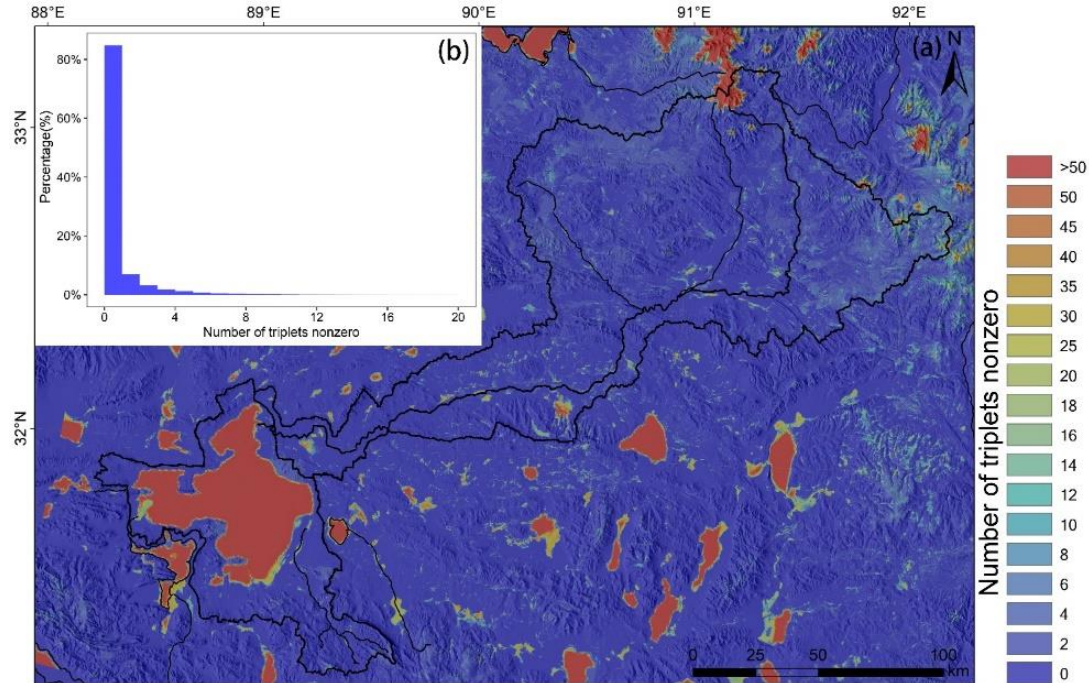 88°E 89°E 90°E 91°E 92°E
(b)
(a)
N
33°N
32°N
Percentage(%)
80%
60%
40%
20%
0%
0 4 8 12 16 20
Number of triplets nonzero
Number of triplets nonzero
>50
50
45
40
35
30
25
20
18
16
14
12
10
8
6
4
2
0
0 25 50 100
km